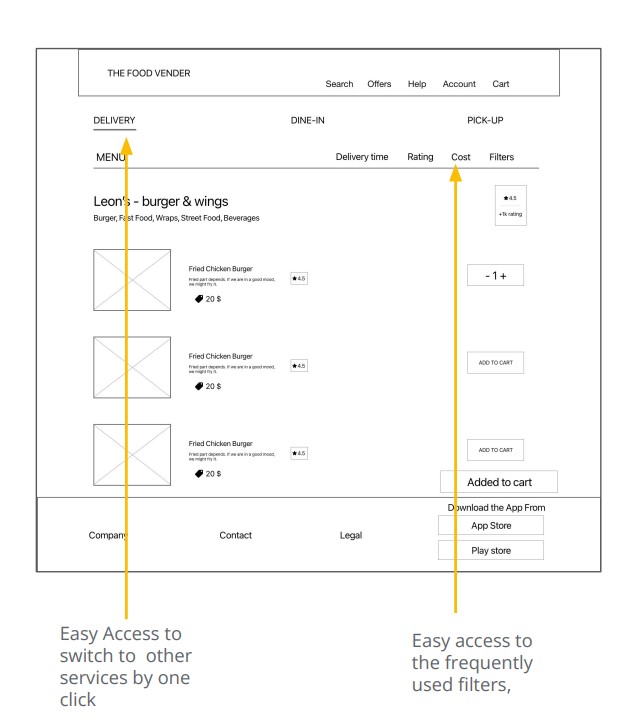 THE FOOD VENDER
Search Offers Help Account Cart
DELIVERY DINE-IN PICK-UP
MENU Delivery time Rating Cost Filters
Leon's - burger & wings
Burger, Fast Food, Wraps, Street Food, Beverages
★4.5
+1k rating
Fried Chicken Burger
Fried part depends. If we are in a good mood,
we might fry it.
★4.5
20 $
- 1 +
Fried Chicken Burger
Fried part depends. If we are in a good mood,
we might fry it.
★4.5
20 $
ADD TO CART
Fried Chicken Burger
Fried part depends. If we are in a good mood,
we might fry it.
★4.5
20 $
ADD TO CART
Added to cart
Download the App From
App Store
Play store
Company Contact Legal
Easy Access to
switch to other
services by one
click
Easy access to
the frequently
used filters,